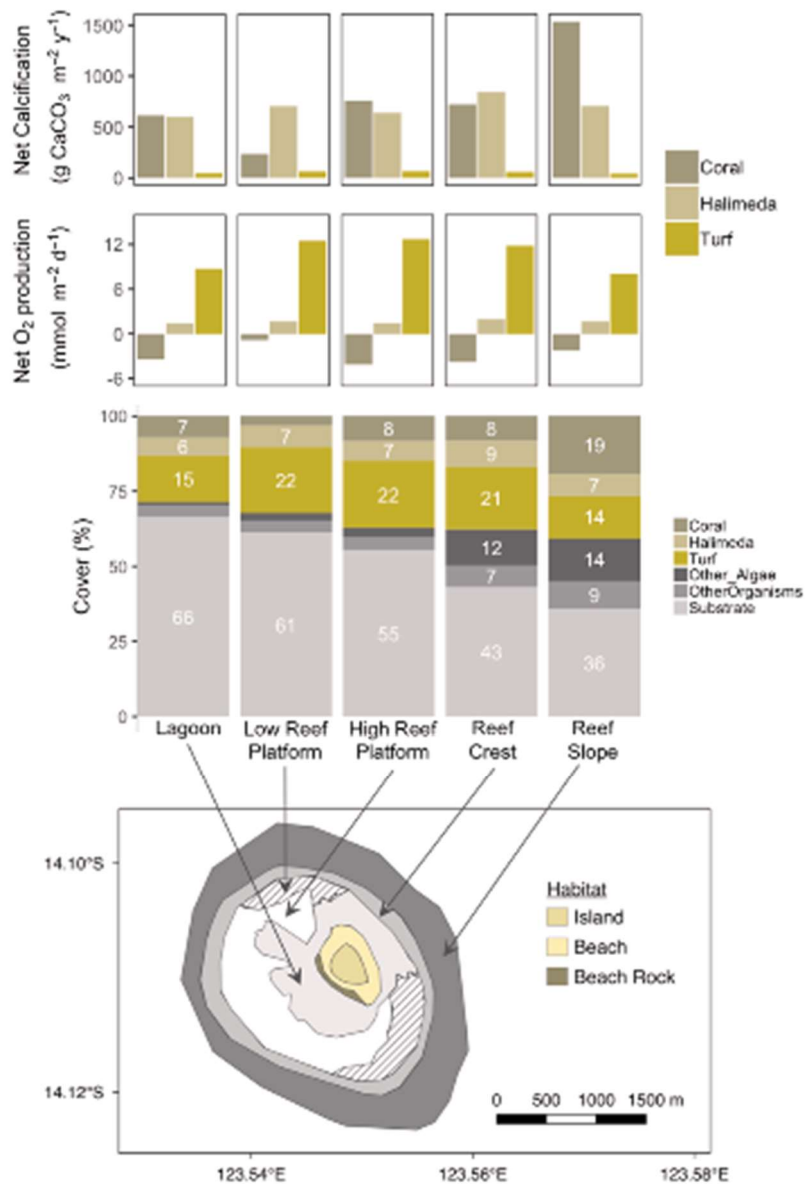 Net Calcification
(g CaCO₃ m⁻² y⁻¹)
1500
1000
500
0
Coral
Halimeda
Turf
Net O₂ production
(mmol m⁻² d⁻¹)
12
6
0
-6
Cover (%)
100
75
50
25
0
7
6
15
66
7
22
61
8
7
22
55
8
9
21
12
7
43
19
7
14
14
9
36
Coral
Halimeda
Turf
Other_Algae
OtherOrganisms
Substrate
Lagoon
Low Reef
Platform
High Reef
Platform
Reef
Crest
Reef
Slope
14.10°S
14.12°S
Habitat
Island
Beach
Beach Rock
0 500 1000 1500 m
123.54°E 123.56°E 123.58°E